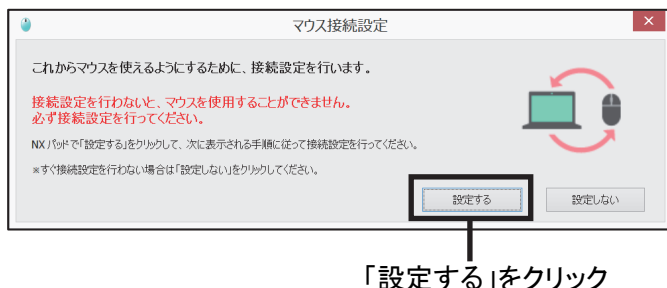 マウス接続設定
これからマウスを使えるようにするために、接続設定を行います。
接続設定を行わないと、マウスを使用することができません。
必ず接続設定を行ってください。
NXパッドで「設定する」をクリックして、次に表示される手順に従って接続設定を行ってください。
※すぐ接続設定を行わない場合は「設定しない」をクリックしてください。
設定する
設定しない
「設定する」をクリック